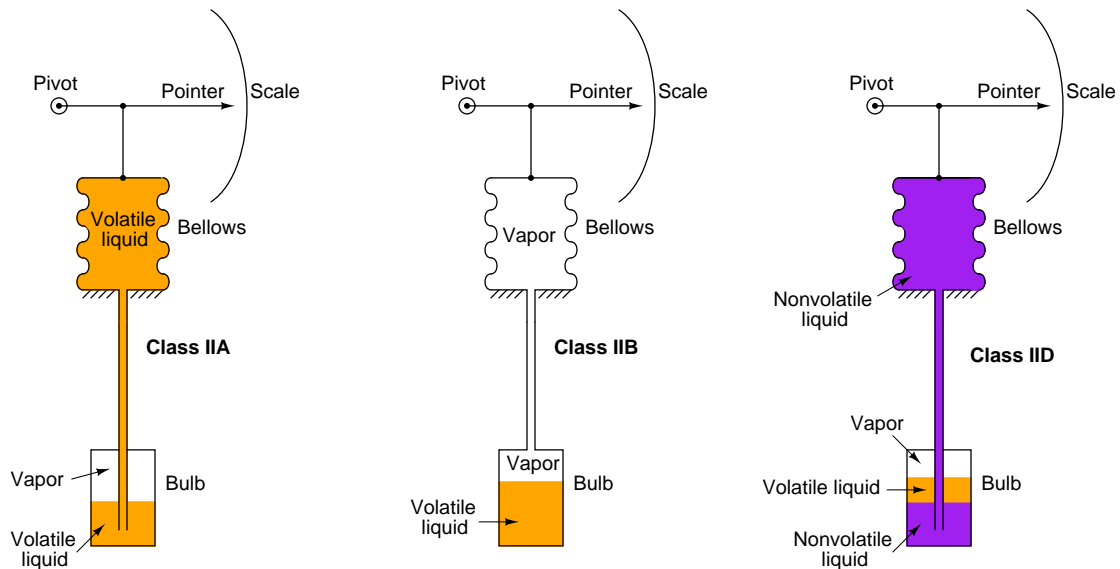 Pivot
Pointer
Scale
Volatile
liquid
Bellows
Class IIA
Vapor
Bulb
Volatile
liquid
Pivot
Pointer
Scale
Vapor
Bellows
Class IIB
Vapor
Bulb
Volatile
liquid
Pivot
Pointer
Scale
Bellows
Nonvolatile
liquid
Class IID
Vapor
Volatile liquid
Bulb
Nonvolatile
liquid